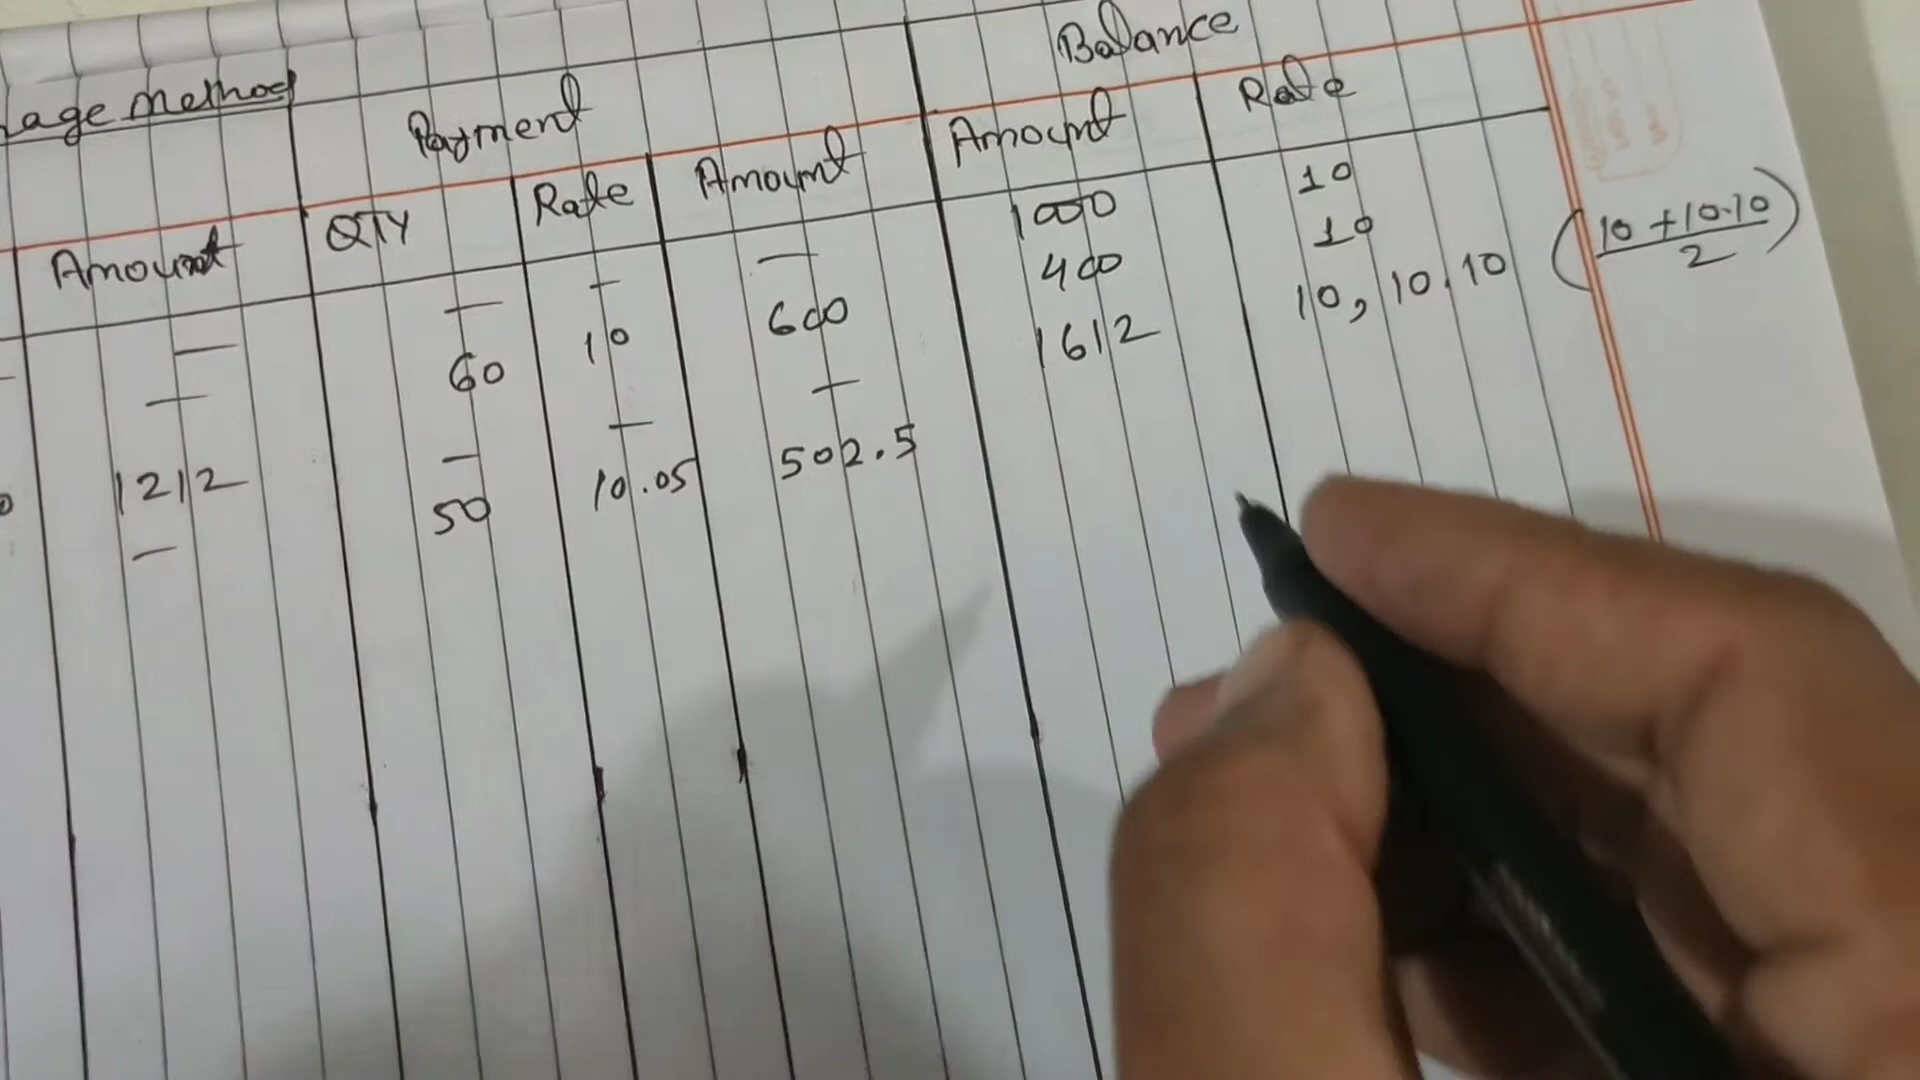 age Method
Payment
Balance
Amount QTY Rate Amount Amount Rate
— — — — 1000 10
— 60 10 600 400 10
1212 — — — 1612 10, 10.10 (10 + 10.10 / 2)
— 50 10.05 502.5